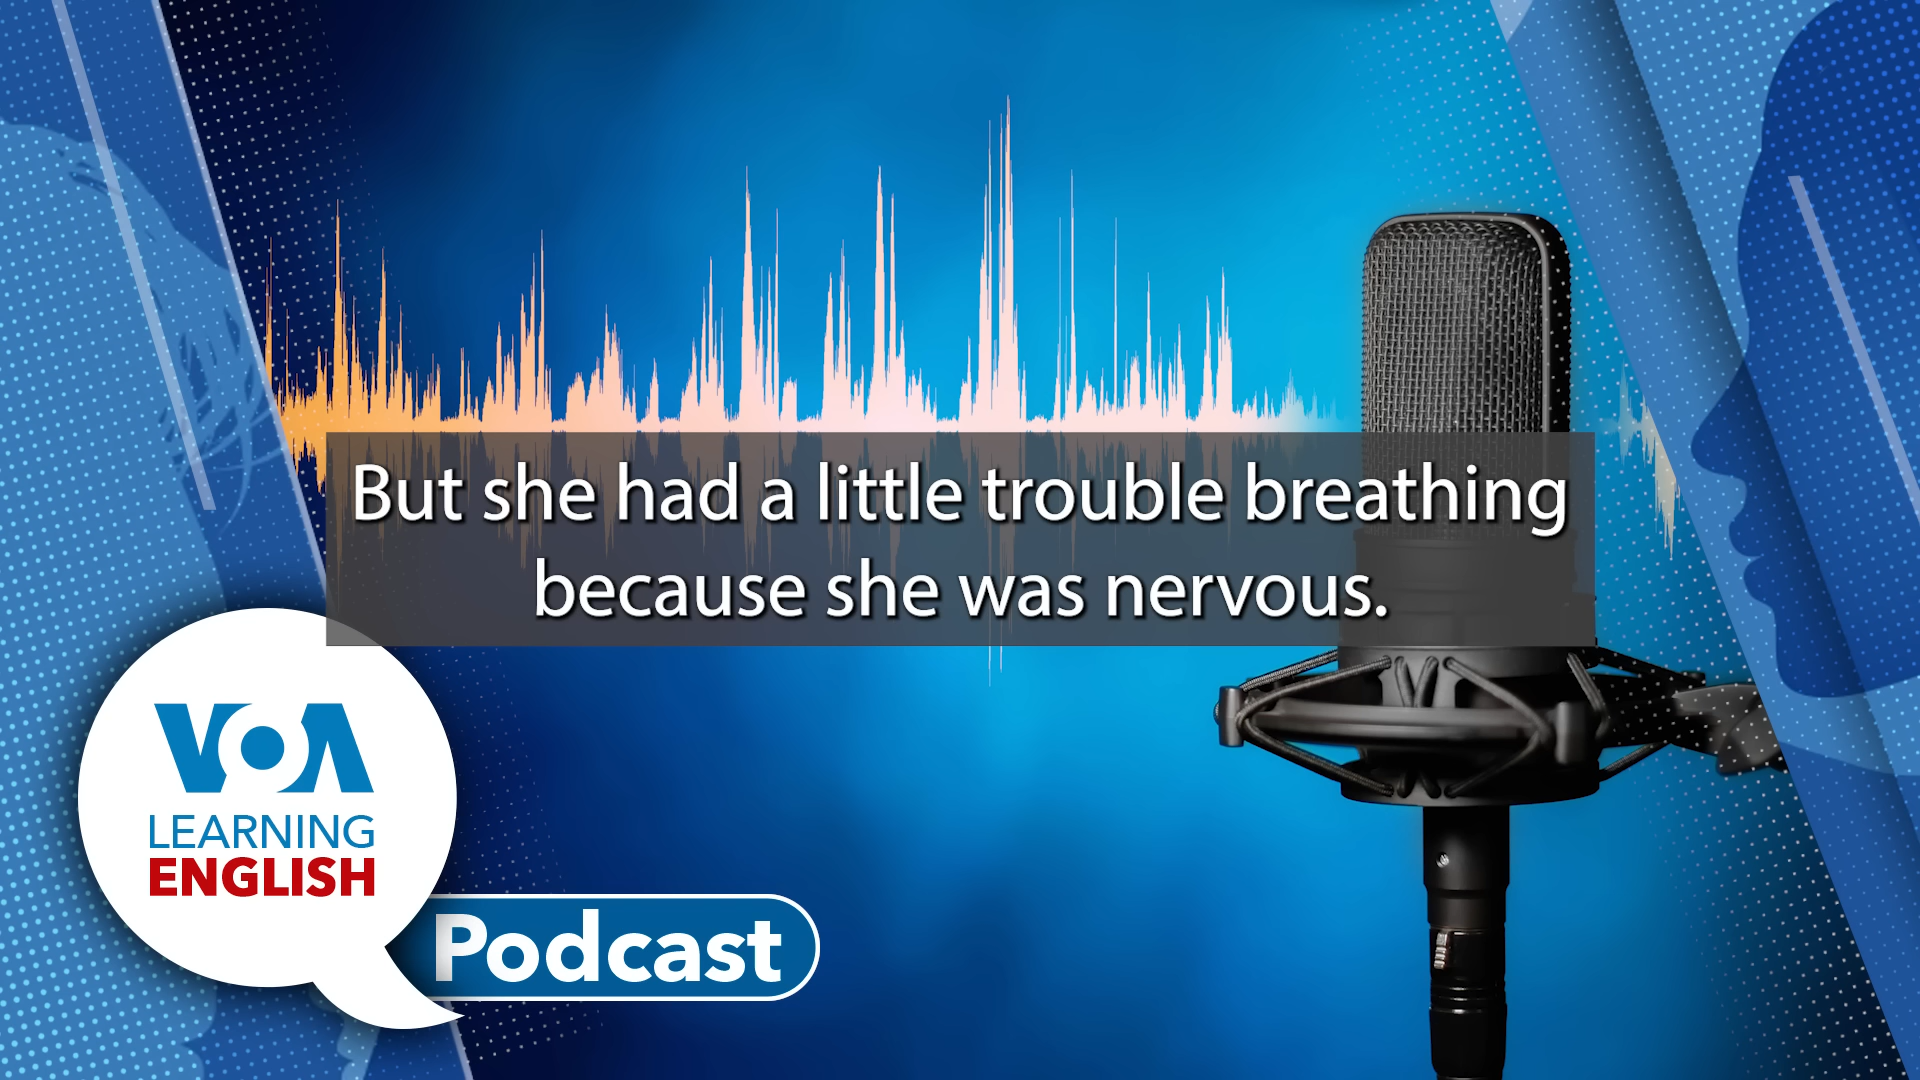 But she had a little trouble breathing
because she was nervous.
VOA
LEARNING
ENGLISH
Podcast